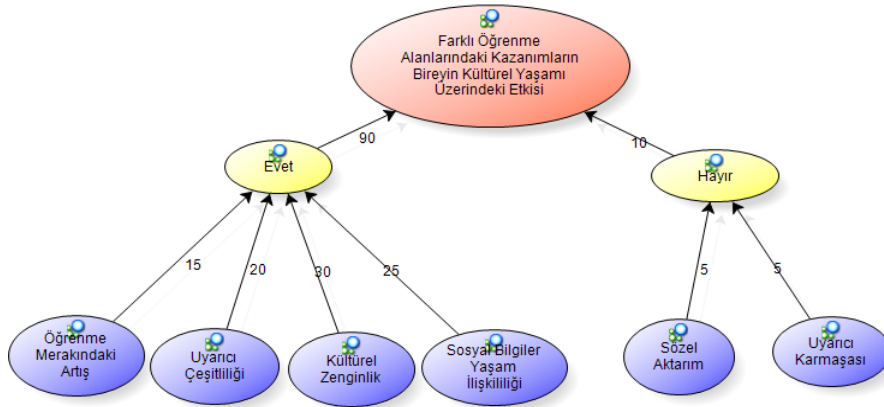 Farklı Öğrenme
Alanlarındaki Kazanımların
Bireyin Kültürel Yaşamı
Üzerindeki Etkisi
90
10
Evet
Hayır
15
20
30
25
5
5
Öğrenme
Merakındaki
Artış
Uyarıcı
Çeşitliliği
Kültürel
Zenginlik
Sosyal Bilgiler
Yaşam
İlişkililiği
Sözel
Aktarım
Uyarıcı
Karmaşası